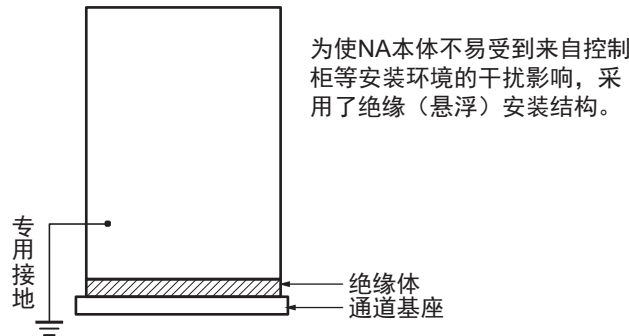 为使NA本体不易受到来自控制
柜等安装环境的干扰影响，采
用了绝缘（悬浮）安装结构。
专用接地
绝缘体
通道基座